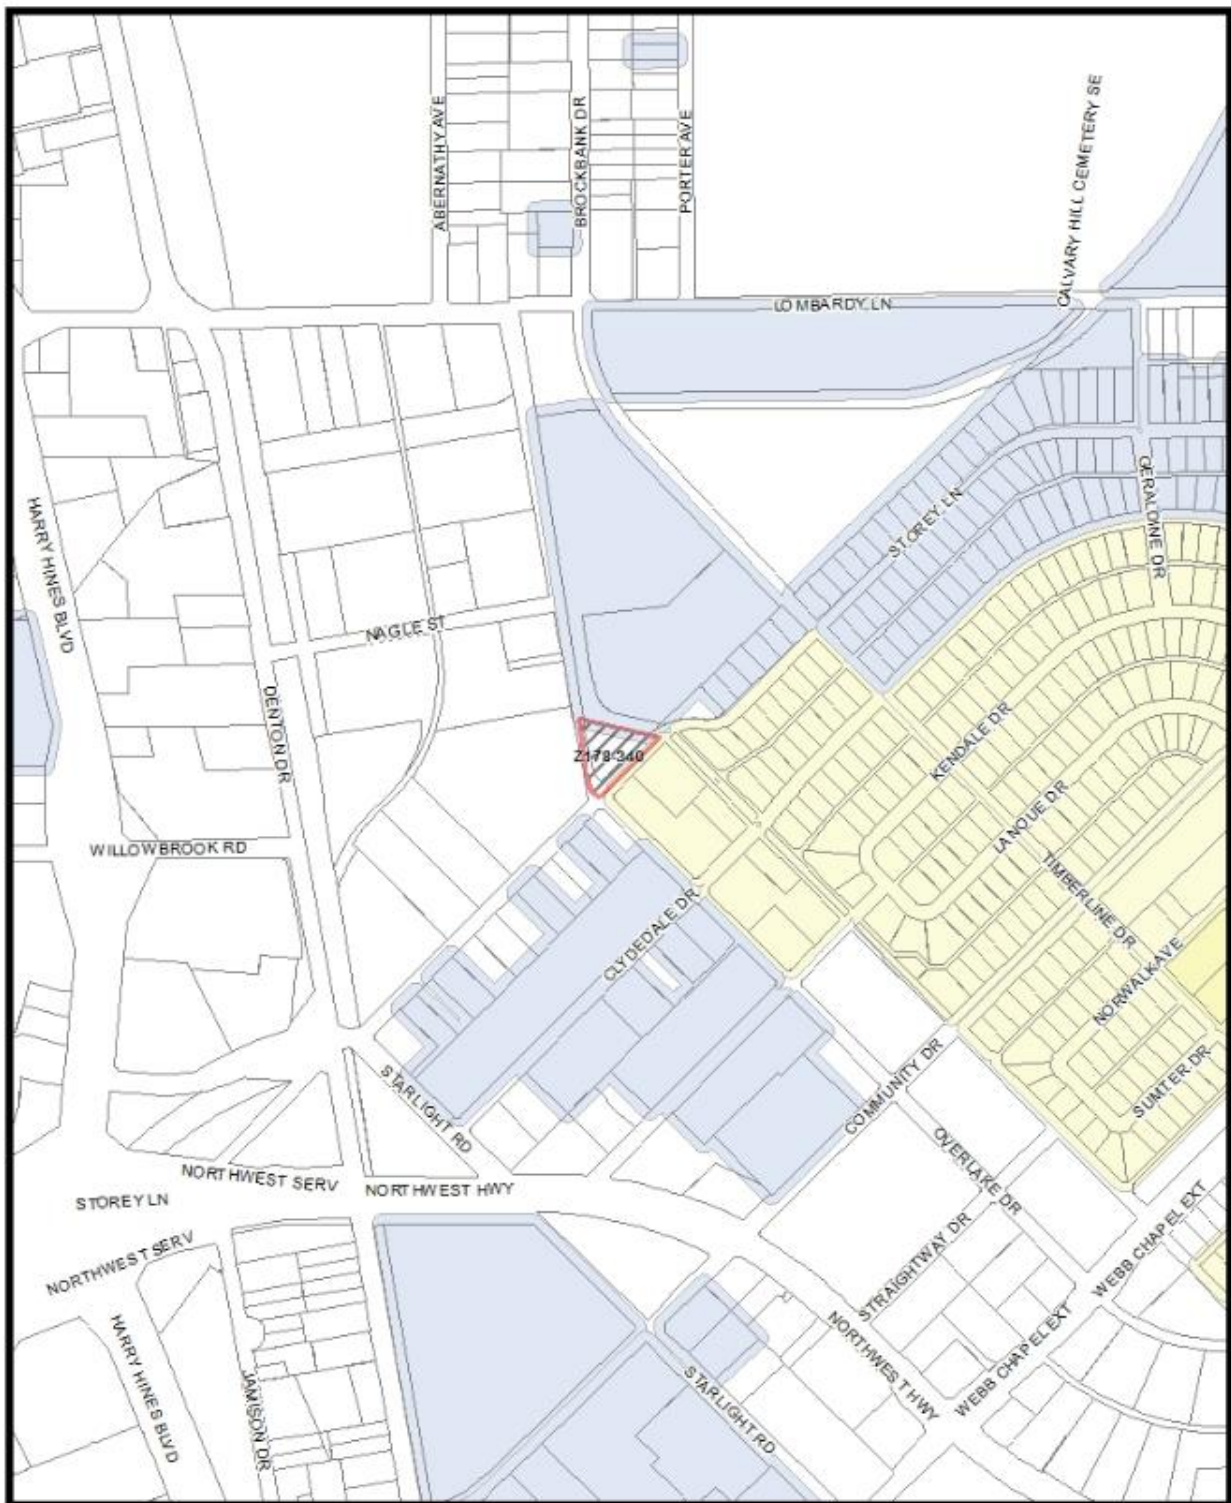 ABERNATHY AVE
BROCKBANK DR
PORTER AVE
CALVARY HILL CEMETERY SE
LOMBARDY LN
HARRY HINES BLVD
STOREY LN
GERALDINE DR
NAGLE ST
DENTON DR
Z178-340
KENDALE DR
LANOUE DR
WILLOWBROOK RD
TIMBERLINE DR
CLYDEDALE DR
NORWALK AVE
STARLIGHT RD
COMMUNITY DR
SUMTER DR
OVERLAKE DR
NORTHWEST SERV
NORTHWEST HWY
STOREY LN
STRAIGHTWAY DR
WEBB CHAPEL EXT
NORTHWEST SERV
HARRY HINES BLVD
JAMISON DR
NORTHWEST HWY
WEBB CHAPEL EXT
STARLIGHT RD